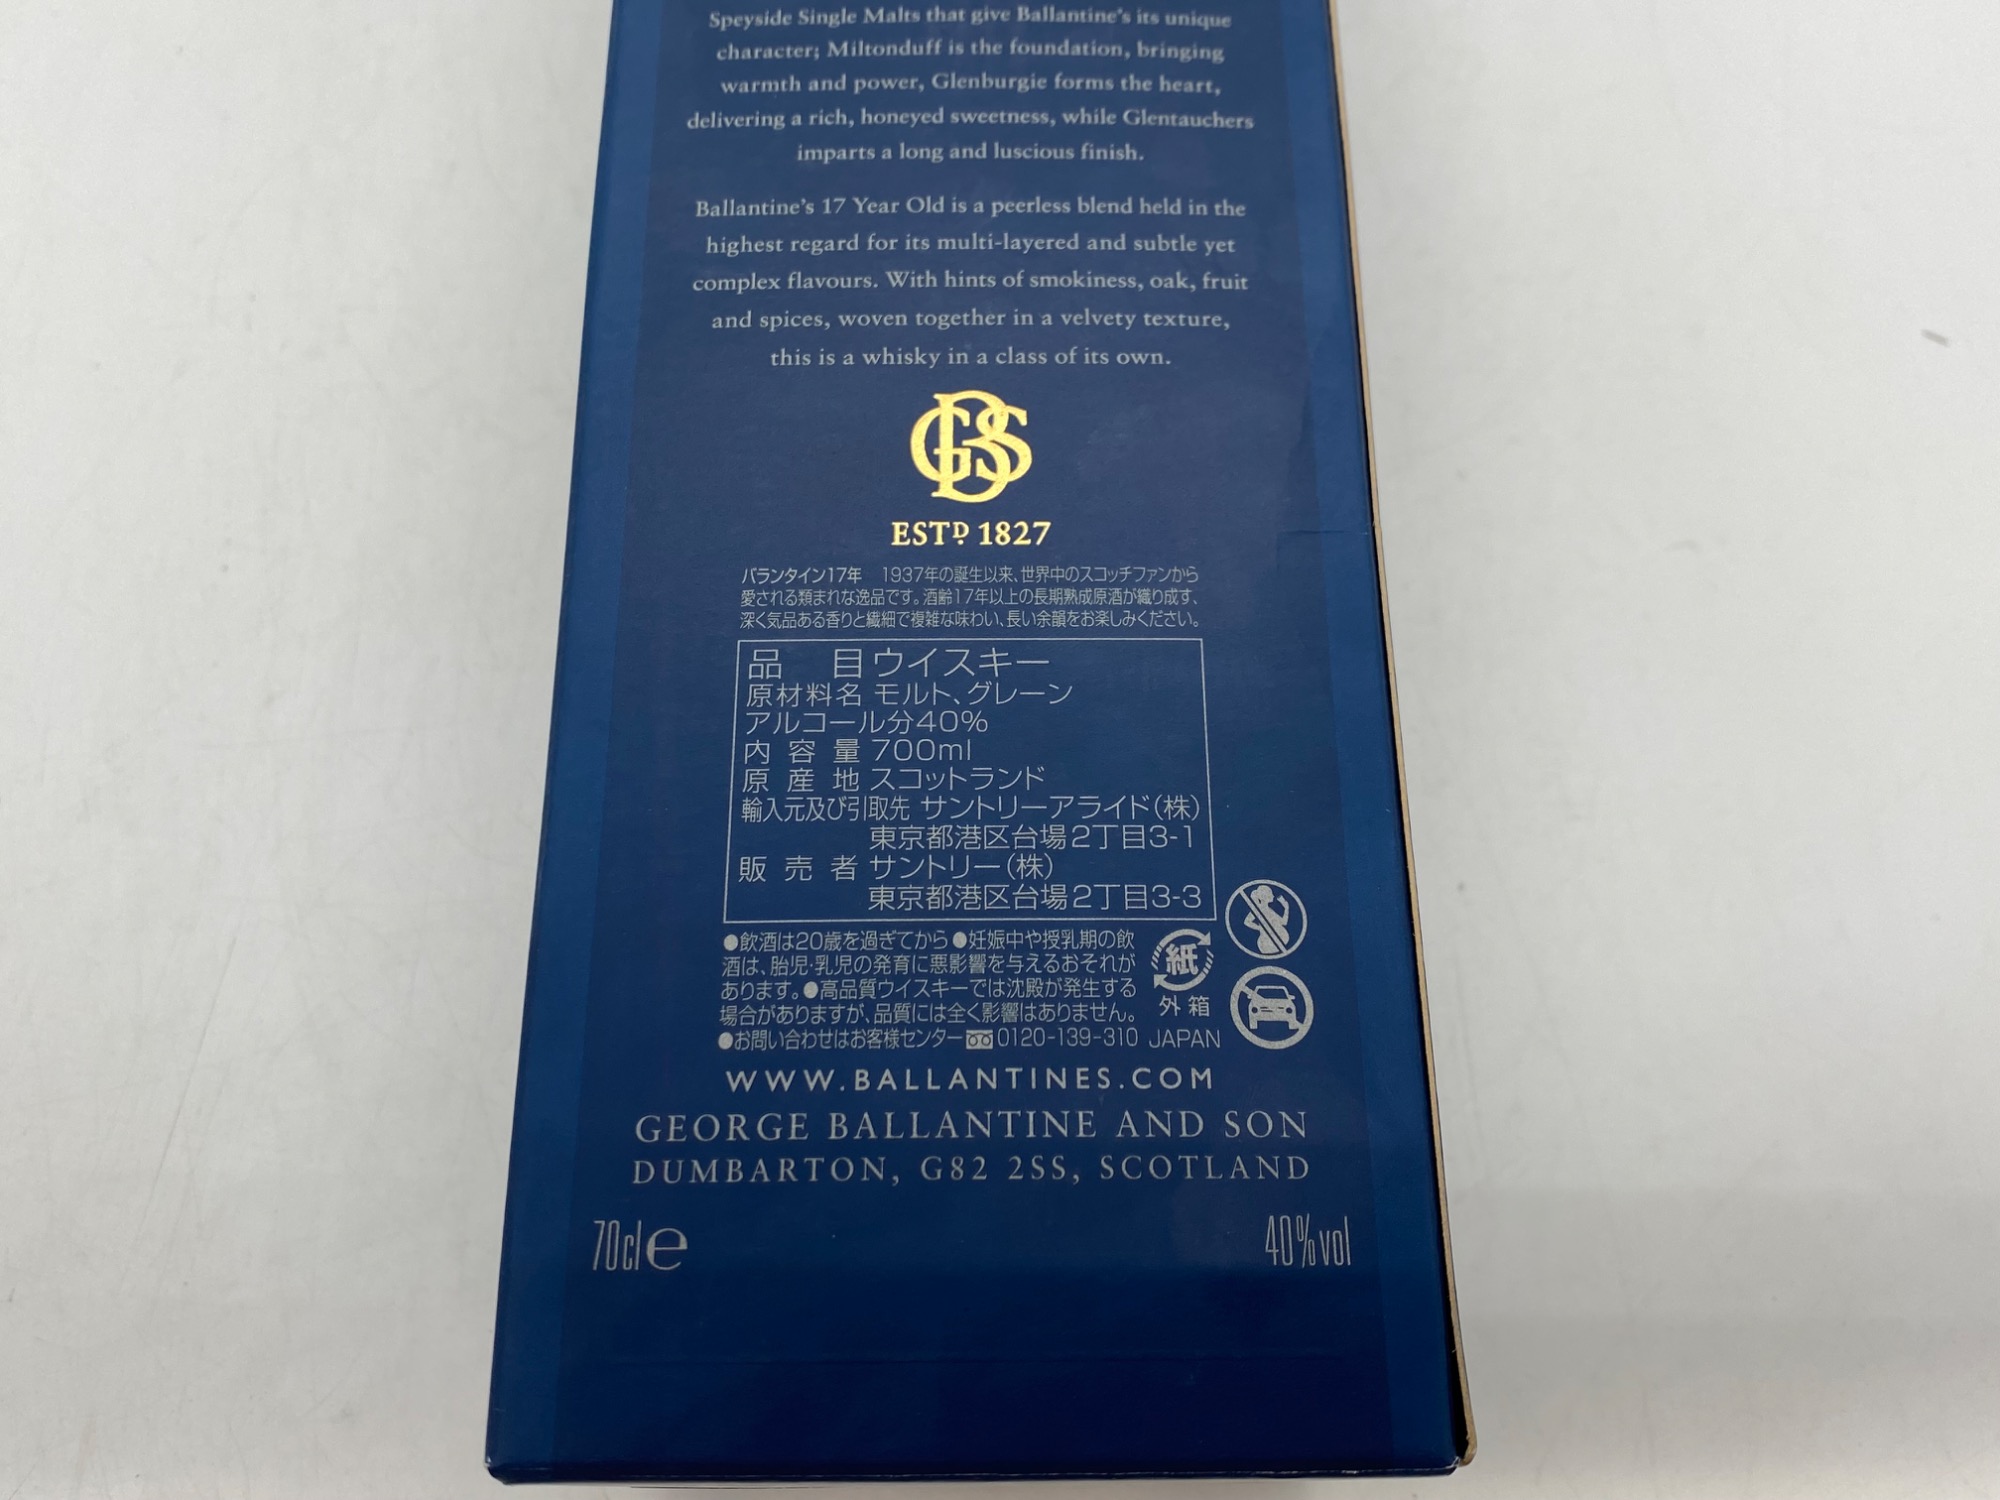 Speyside Single Malts that give Ballantine's its unique
character; Miltonduff is the foundation, bringing
warmth and power, Glenburgie forms the heart,
delivering a rich, honeyed sweetness, while Glentauchers
imparts a long and luscious finish.
Ballantine's 17 Year Old is a peerless blend held in the
highest regard for its multi-layered and subtle yet
complex flavours. With hints of smokiness, oak, fruit
and spices, woven together in a velvety texture,
this is a whisky in a class of its own.
GBS
ESTD. 1827
バランタイン17年 1937年の誕生以来、世界中のスコッチファンから
愛される類まれな逸品です。酒齢17年以上の長期熟成原酒が織り成す、
深く気品ある香りと繊細で複雑な味わい、長い余韻をお楽しみください。
品 目 ウイスキー
原材料名 モルト、グレーン
アルコール分40%
内容量 700ml
原産地 スコットランド
輸入元及び引取先 サントリーアライド(株)
東京都港区台場2丁目3-1
販売者 サントリー(株)
東京都港区台場2丁目3-3
●飲酒は20歳を過ぎてから ●妊娠中や授乳期の飲
酒は、胎児・乳児の発育に悪影響を与えるおそれが
あります。●高品質ウイスキーでは沈殿が発生する
場合がありますが、品質には全く影響はありません。
●お問い合わせはお客様センター 0120-139-310 JAPAN
紙
外箱
WWW.BALLANTINES.COM
GEORGE BALLANTINE AND SON
DUMBARTON, G82 2SS, SCOTLAND
70cl e 40%vol